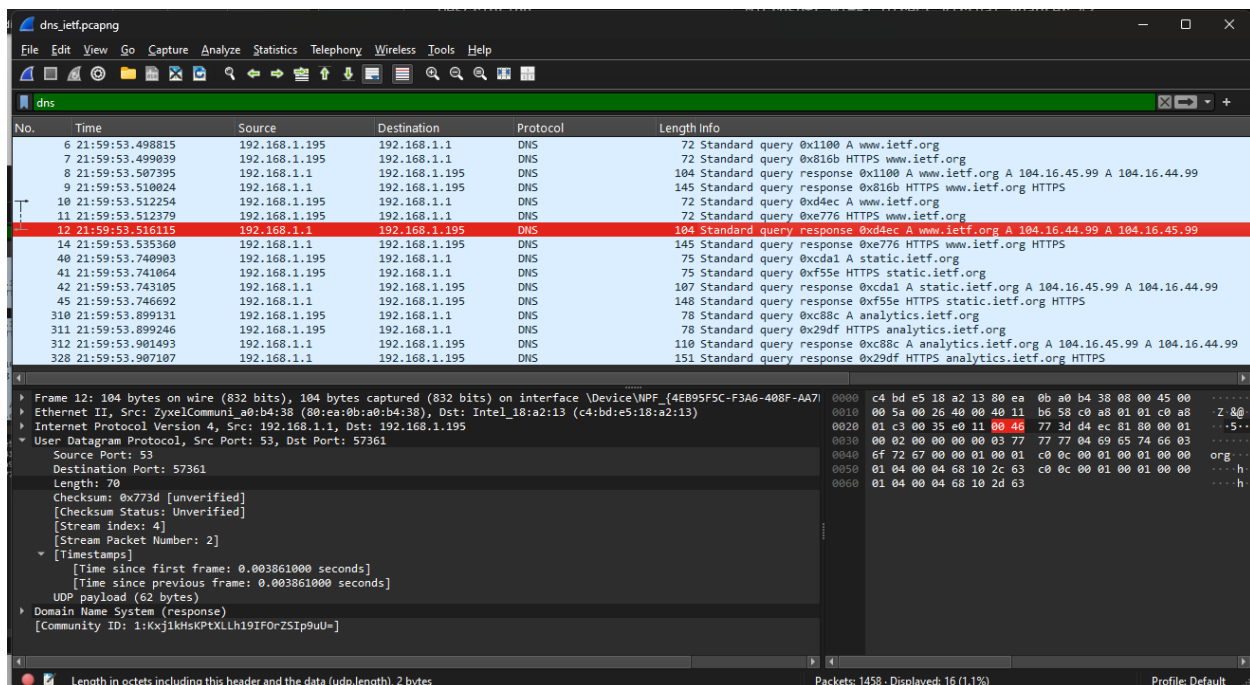 dns_ietf.pcapng
File Edit View Go Capture Analyze Statistics Telephony Wireless Tools Help
dns
No. Time Source Destination Protocol Length Info
6 21:59:53.498815 192.168.1.195 192.168.1.1 DNS 72 Standard query 0x1100 A www.ietf.org
7 21:59:53.499039 192.168.1.195 192.168.1.1 DNS 72 Standard query 0x816b HTTPS www.ietf.org
8 21:59:53.507395 192.168.1.1 192.168.1.195 DNS 104 Standard query response 0x1100 A www.ietf.org A 104.16.45.99 A 104.16.44.99
9 21:59:53.510024 192.168.1.1 192.168.1.195 DNS 145 Standard query response 0x816b HTTPS www.ietf.org HTTPS
10 21:59:53.512254 192.168.1.195 192.168.1.1 DNS 72 Standard query 0xd4ec A www.ietf.org
11 21:59:53.512379 192.168.1.195 192.168.1.1 DNS 72 Standard query 0xe776 HTTPS www.ietf.org
12 21:59:53.516115 192.168.1.1 192.168.1.195 DNS 104 Standard query response 0xd4ec A www.ietf.org A 104.16.44.99 A 104.16.45.99
14 21:59:53.535360 192.168.1.1 192.168.1.195 DNS 145 Standard query response 0xe776 HTTPS www.ietf.org HTTPS
40 21:59:53.740903 192.168.1.195 192.168.1.1 DNS 75 Standard query 0xcda1 A static.ietf.org
41 21:59:53.741064 192.168.1.195 192.168.1.1 DNS 75 Standard query 0xf55e HTTPS static.ietf.org
42 21:59:53.743105 192.168.1.1 192.168.1.195 DNS 107 Standard query response 0xcda1 A static.ietf.org A 104.16.45.99 A 104.16.44.99
45 21:59:53.746692 192.168.1.1 192.168.1.195 DNS 148 Standard query response 0xf55e HTTPS static.ietf.org HTTPS
310 21:59:53.899131 192.168.1.195 192.168.1.1 DNS 78 Standard query 0xc88c A analytics.ietf.org
311 21:59:53.899246 192.168.1.195 192.168.1.1 DNS 78 Standard query 0x29df HTTPS analytics.ietf.org
312 21:59:53.901493 192.168.1.1 192.168.1.195 DNS 110 Standard query response 0xc88c A analytics.ietf.org A 104.16.45.99 A 104.16.44.99
328 21:59:53.907107 192.168.1.1 192.168.1.195 DNS 151 Standard query response 0x29df HTTPS analytics.ietf.org HTTPS
Frame 12: 104 bytes on wire (832 bits), 104 bytes captured (832 bits) on interface \Device\NPF_{4EB95F5C-F3A6-408F-AA7
Ethernet II, Src: ZyxelCommuni_a0:b4:38 (80:ea:0b:a0:b4:38), Dst: Intel_18:a2:13 (c4:bd:e5:18:a2:13)
Internet Protocol Version 4, Src: 192.168.1.1, Dst: 192.168.1.195
User Datagram Protocol, Src Port: 53, Dst Port: 57361
Source Port: 53
Destination Port: 57361
Length: 70
Checksum: 0x773d [unverified]
[Checksum Status: Unverified]
[Stream index: 4]
[Stream Packet Number: 2]
[Timestamps]
[Time since first frame: 0.003861000 seconds]
[Time since previous frame: 0.003861000 seconds]
UDP payload (62 bytes)
Domain Name System (response)
[Community ID: 1:Kxj1kHsKPtXLLh19IFOrZSIp9uU=]
0000 c4 bd e5 18 a2 13 80 ea 0b a0 b4 38 08 00 45 00 ········
0010 00 5a 00 26 40 00 40 11 b6 58 c0 a8 01 01 c0 a8 ·Z·&@·
0020 01 c3 00 35 e0 11 00 46 77 3d d4 ec 81 80 00 01 ···5··
0030 00 02 00 00 00 00 03 77 77 77 04 69 65 74 66 03 ······
0040 6f 72 67 00 00 01 00 01 c0 0c 00 01 00 01 00 00 org···
0050 01 04 00 04 68 10 2c 63 c0 0c 00 01 00 01 00 00 ····h·
0060 01 04 00 04 68 10 2d 63 ····h·
Length in octets including this header and the data (udp.length), 2 bytes
Packets: 1458 · Displayed: 16 (1.1%)
Profile: Default